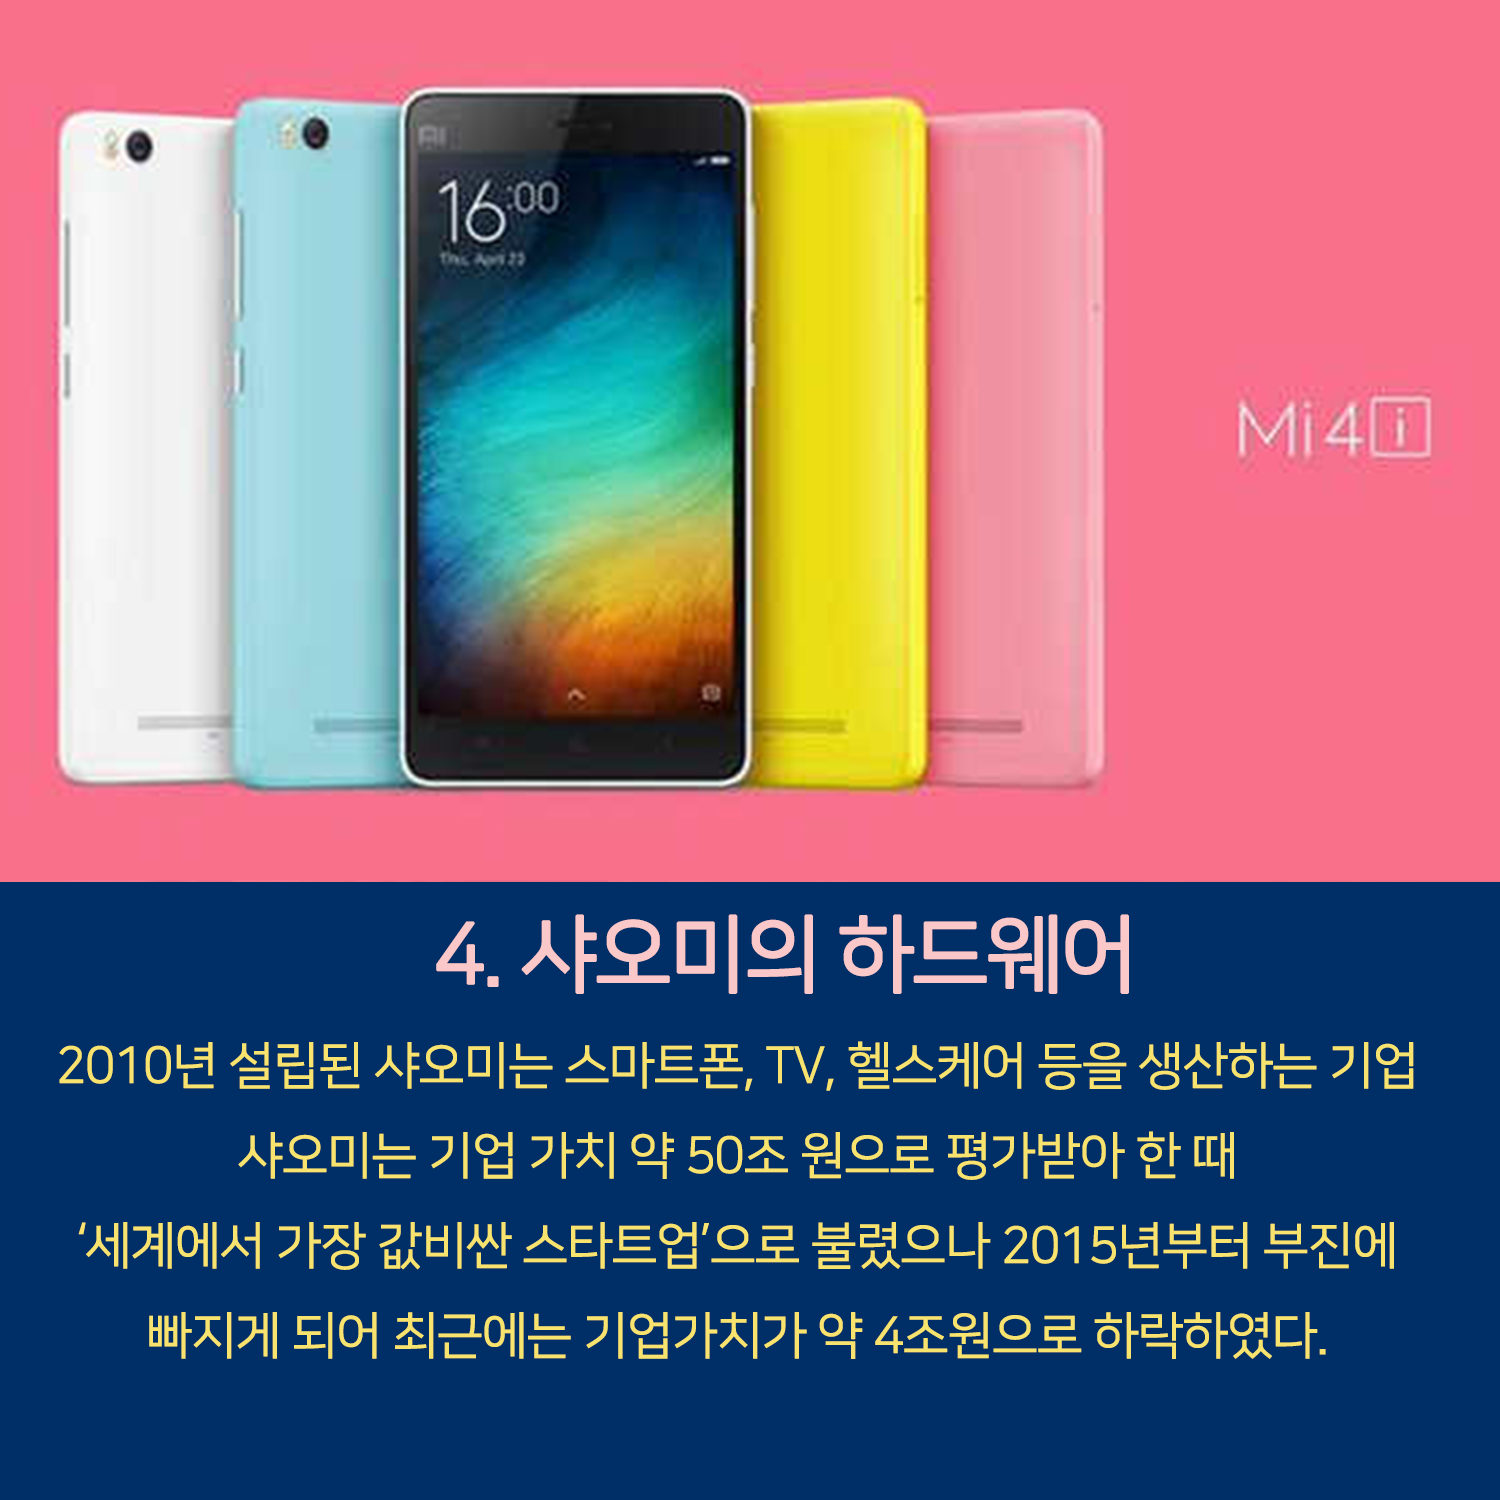 MI
16:00
Thu, April 23
Mi4i
4. 샤오미의 하드웨어
2010년 설립된 샤오미는 스마트폰, TV, 헬스케어 등을 생산하는 기업
샤오미는 기업 가치 약 50조 원으로 평가받아 한 때
‘세계에서 가장 값비싼 스타트업’으로 불렸으나 2015년부터 부진에
빠지게 되어 최근에는 기업가치가 약 4조원으로 하락하였다.